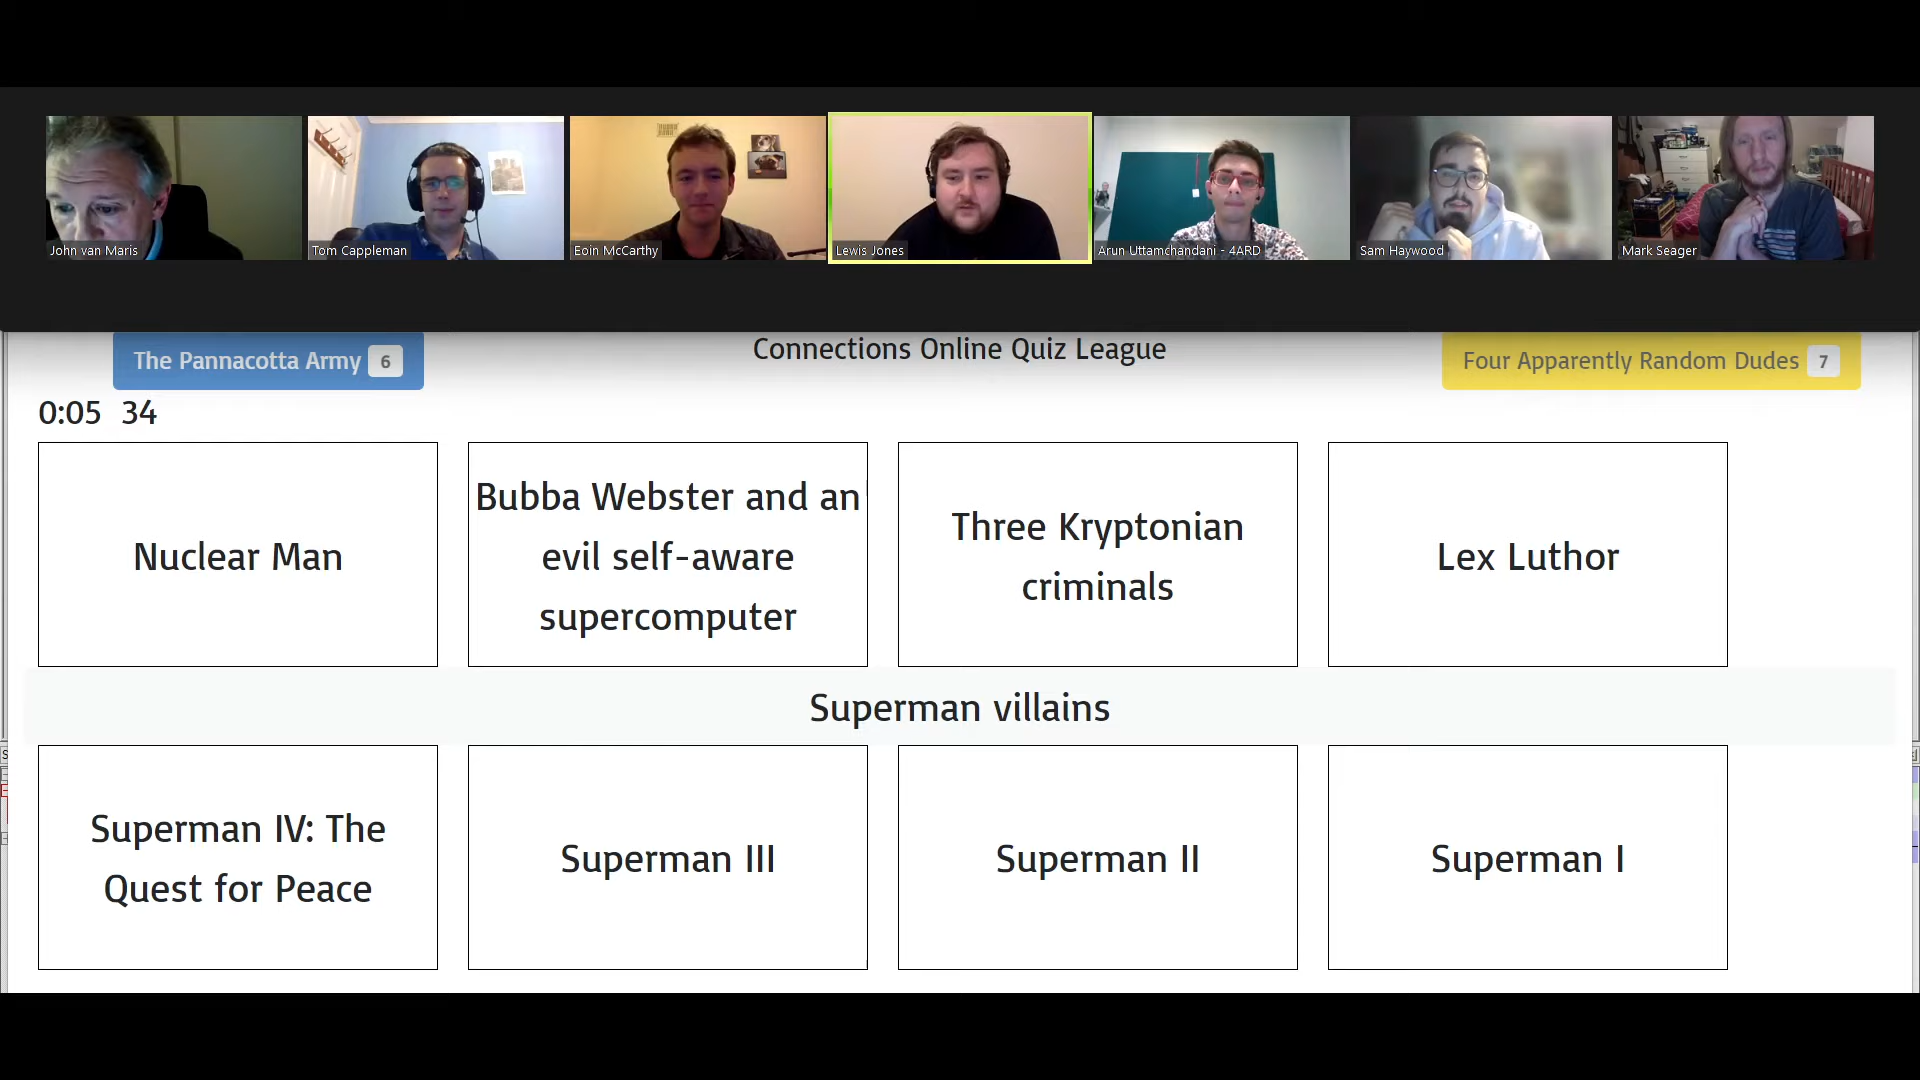 John van Maris
Tom Cappleman
Eoin McCarthy
Lewis Jones
Arun Uttamchandani - 4ARD
Sam Haywood
Mark Seager
The Pannacotta Army 6
Connections Online Quiz League
Four Apparently Random Dudes 7
0:05 34
Nuclear Man
Bubba Webster and an
evil self-aware
supercomputer
Three Kryptonian
criminals
Lex Luthor
Superman villains
Superman IV: The
Quest for Peace
Superman III
Superman II
Superman I